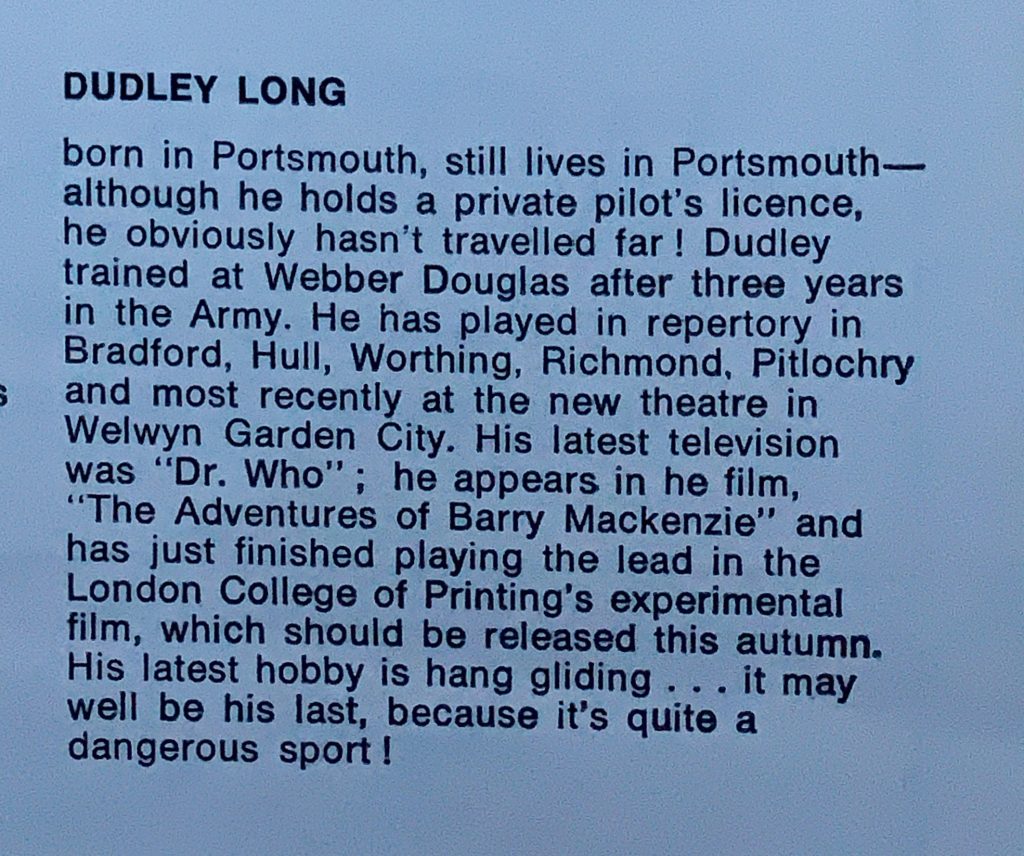 DUDLEY LONG
born in Portsmouth, still lives in Portsmouth—
although he holds a private pilot's licence,
he obviously hasn't travelled far! Dudley
trained at Webber Douglas after three years
in the Army. He has played in repertory in
Bradford, Hull, Worthing, Richmond, Pitlochry
and most recently at the new theatre in
Welwyn Garden City. His latest television
was "Dr. Who"; he appears in he film,
"The Adventures of Barry Mackenzie" and
has just finished playing the lead in the
London College of Printing's experimental
film, which should be released this autumn.
His latest hobby is hang gliding . . . it may
well be his last, because it's quite a
dangerous sport!